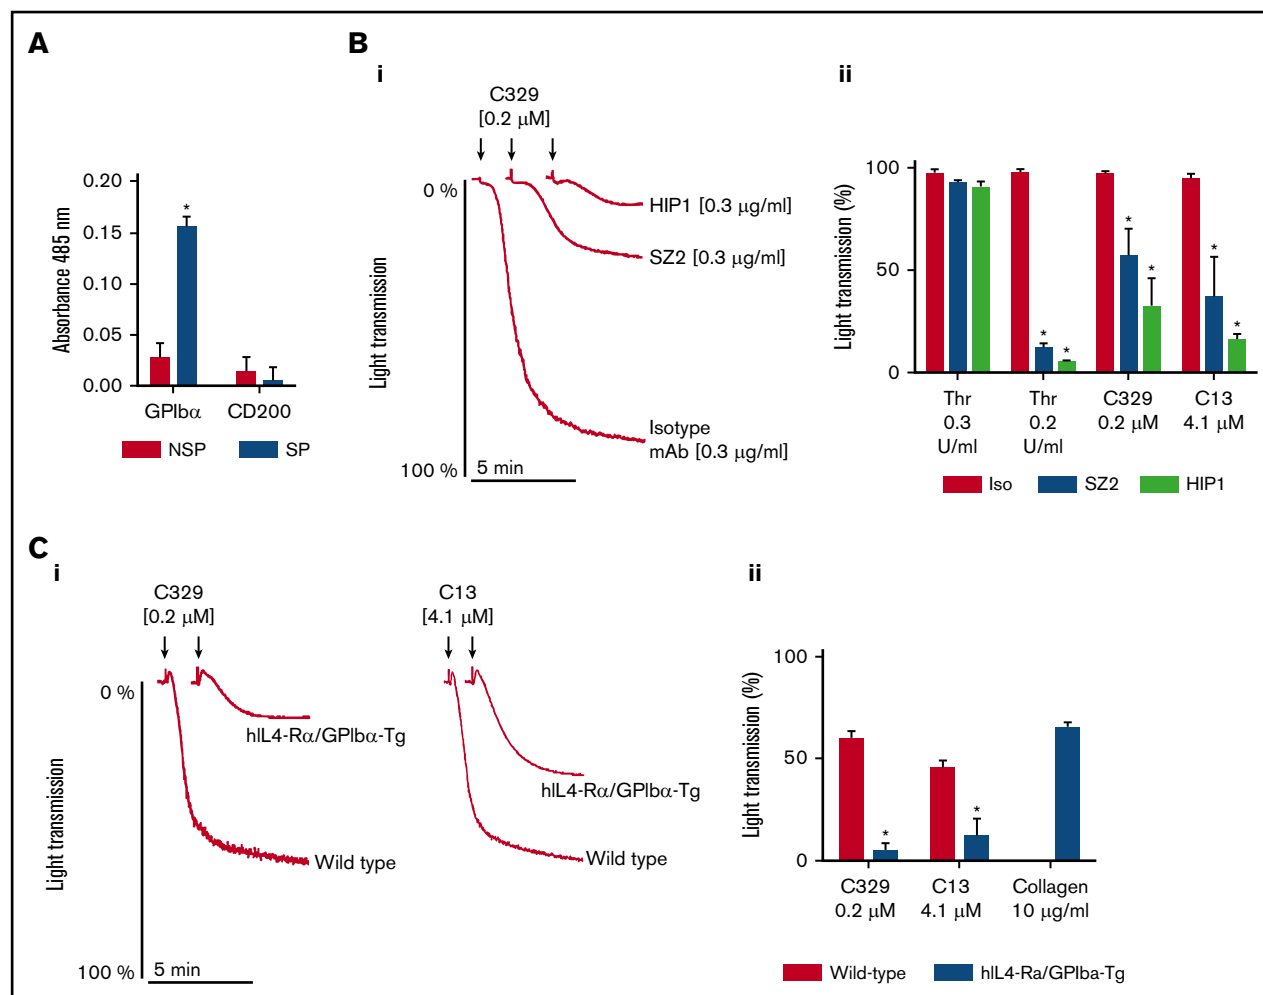 A
Absorbance 485 nm
0.20
0.15
0.10
0.05
0.00
*
GPIbα
CD200
NSP
SP
B
i
C329
[0.2 μM]
0 %
Light transmission
100 %
5 min
HIP1 [0.3 μg/ml]
SZ2 [0.3 μg/ml]
Isotype
mAb [0.3 μg/ml]
ii
Light transmission (%)
100
50
0
*
*
*
*
*
*
Thr
0.3
U/ml
Thr
0.2
U/ml
C329
0.2 μM
C13
4.1 μM
Iso
SZ2
HIP1
C
i
C329
[0.2 μM]
C13
[4.1 μM]
0 %
Light transmission
100 %
5 min
hIL4-Rα/GPIbα-Tg
Wild type
hIL4-Rα/GPIbα-Tg
Wild type
ii
Light transmission (%)
100
50
0
*
*
C329
0.2 μM
C13
4.1 μM
Collagen
10 μg/ml
Wild-type
hIL4-Ra/GPIba-Tg